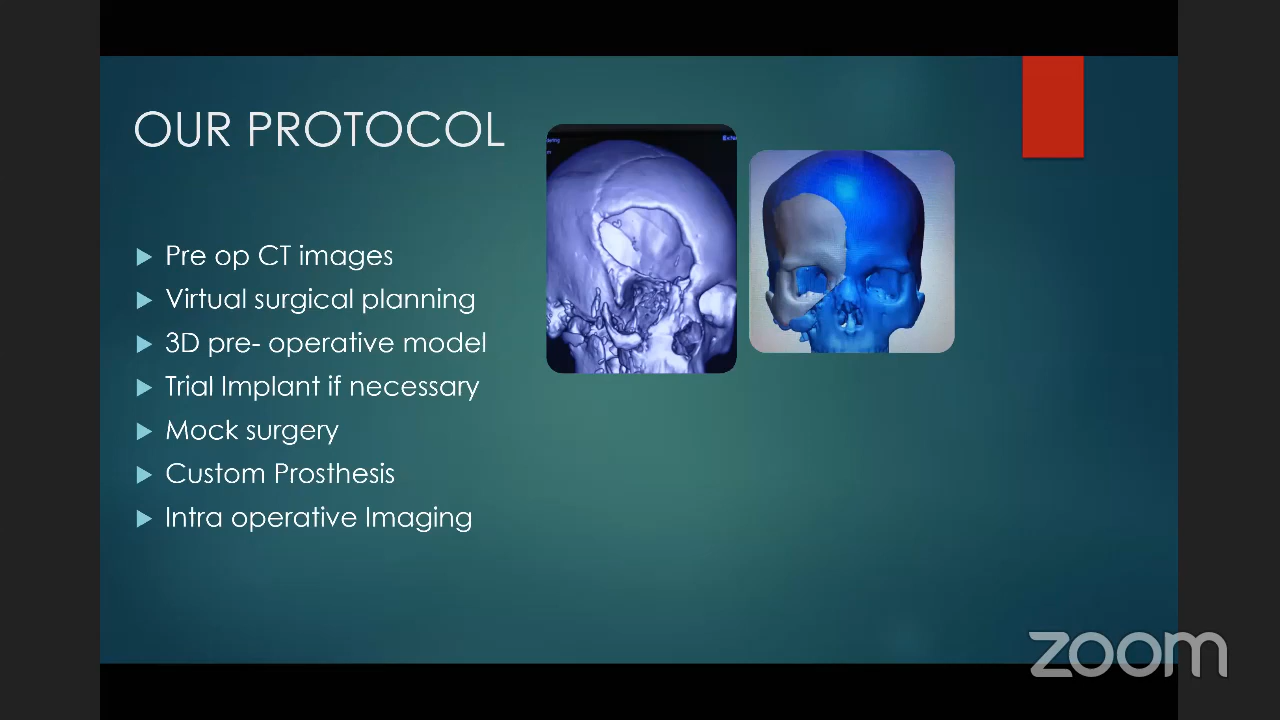 OUR PROTOCOL
Pre op CT images
Virtual surgical planning
3D pre- operative model
Trial Implant if necessary
Mock surgery
Custom Prosthesis
Intra operative Imaging
zoom